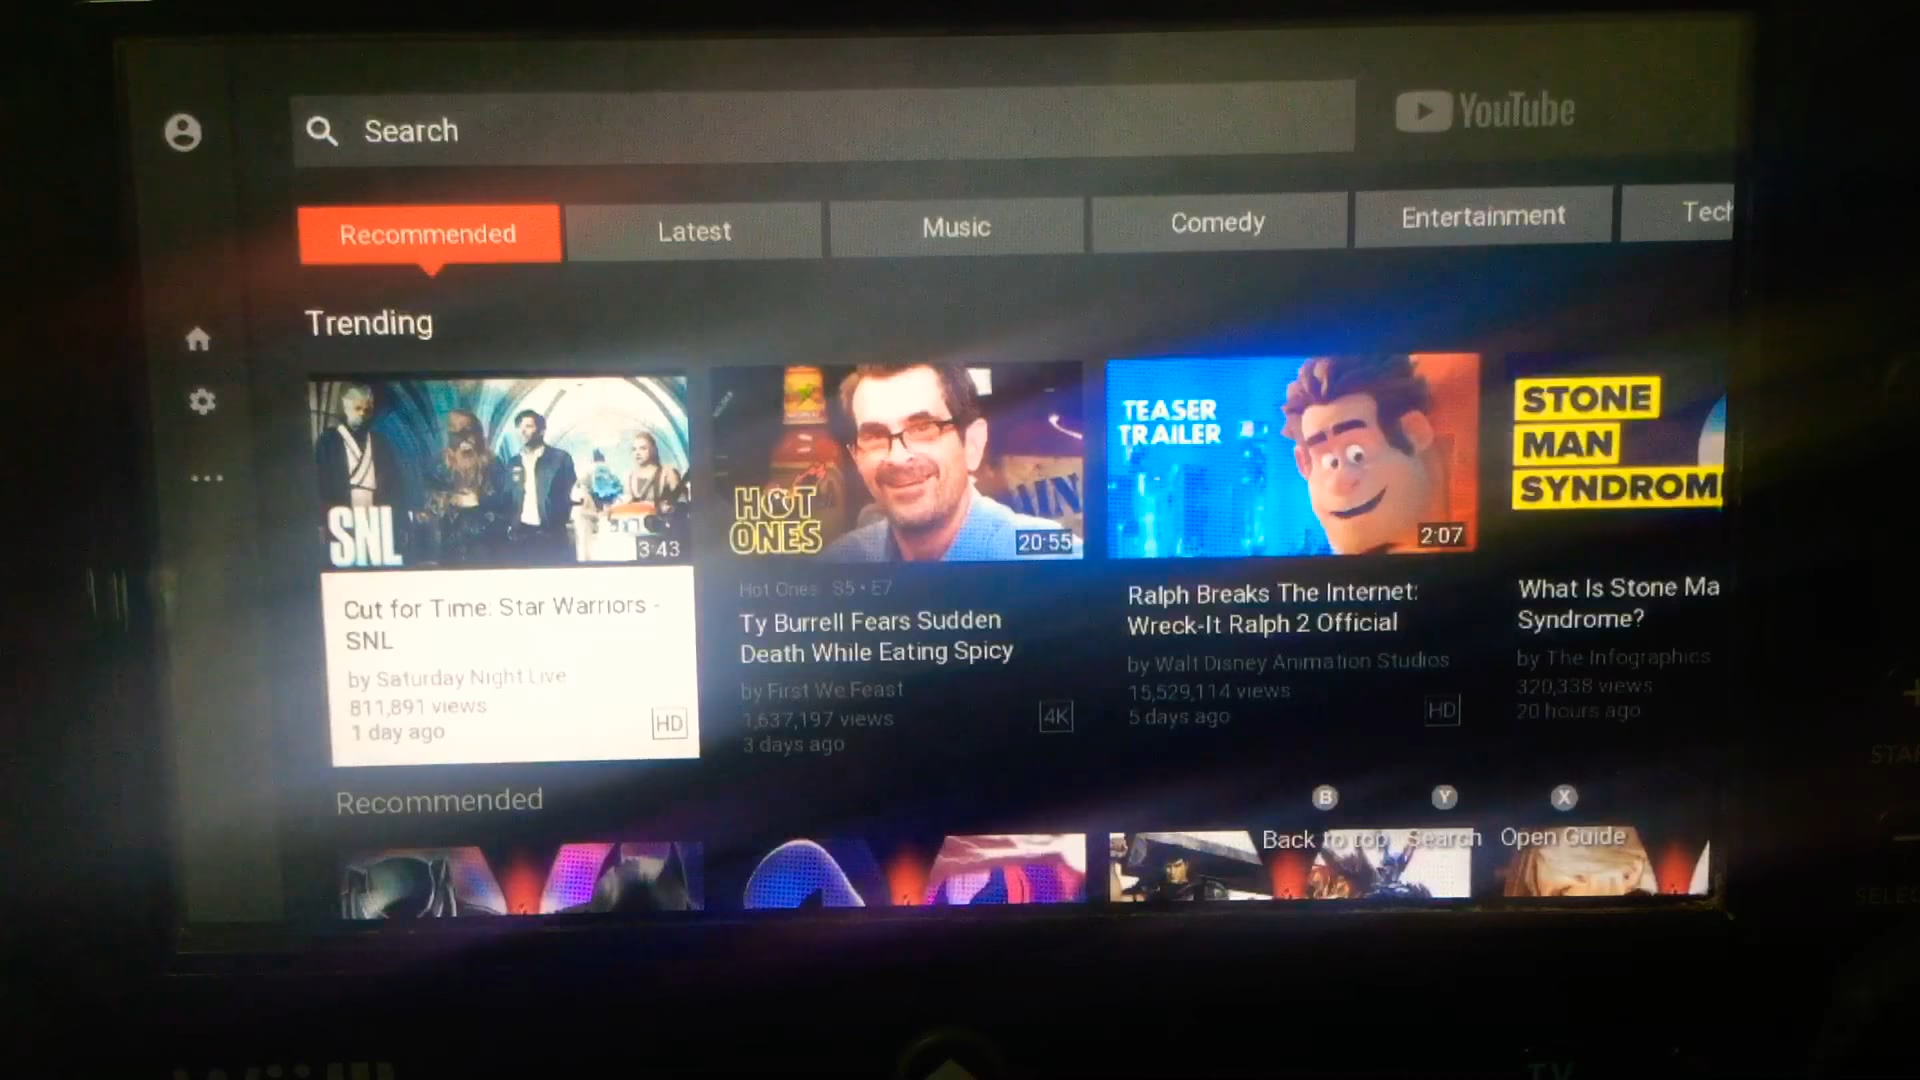 Search
YouTube
Recommended
Latest
Music
Comedy
Entertainment
Tech
Trending
SNL
3:43
HOT
ONES
20:55
TEASER
TRAILER
2:07
STONE
MAN
SYNDROM
Cut for Time: Star Warriors -
SNL
by Saturday Night Live
811,891 views
1 day ago
HD
Hot Ones S5 • E7
Ty Burrell Fears Sudden
Death While Eating Spicy
by First We Feast
1,637,197 views
3 days ago
4K
Ralph Breaks The Internet:
Wreck-It Ralph 2 Official
by Walt Disney Animation Studios
15,529,114 views
5 days ago
HD
What Is Stone Ma
Syndrome?
by The Infographics
320,338 views
20 hours ago
Recommended
B
Y
X
Back to top
Search
Open Guide
+
STAR
SELEC
TV